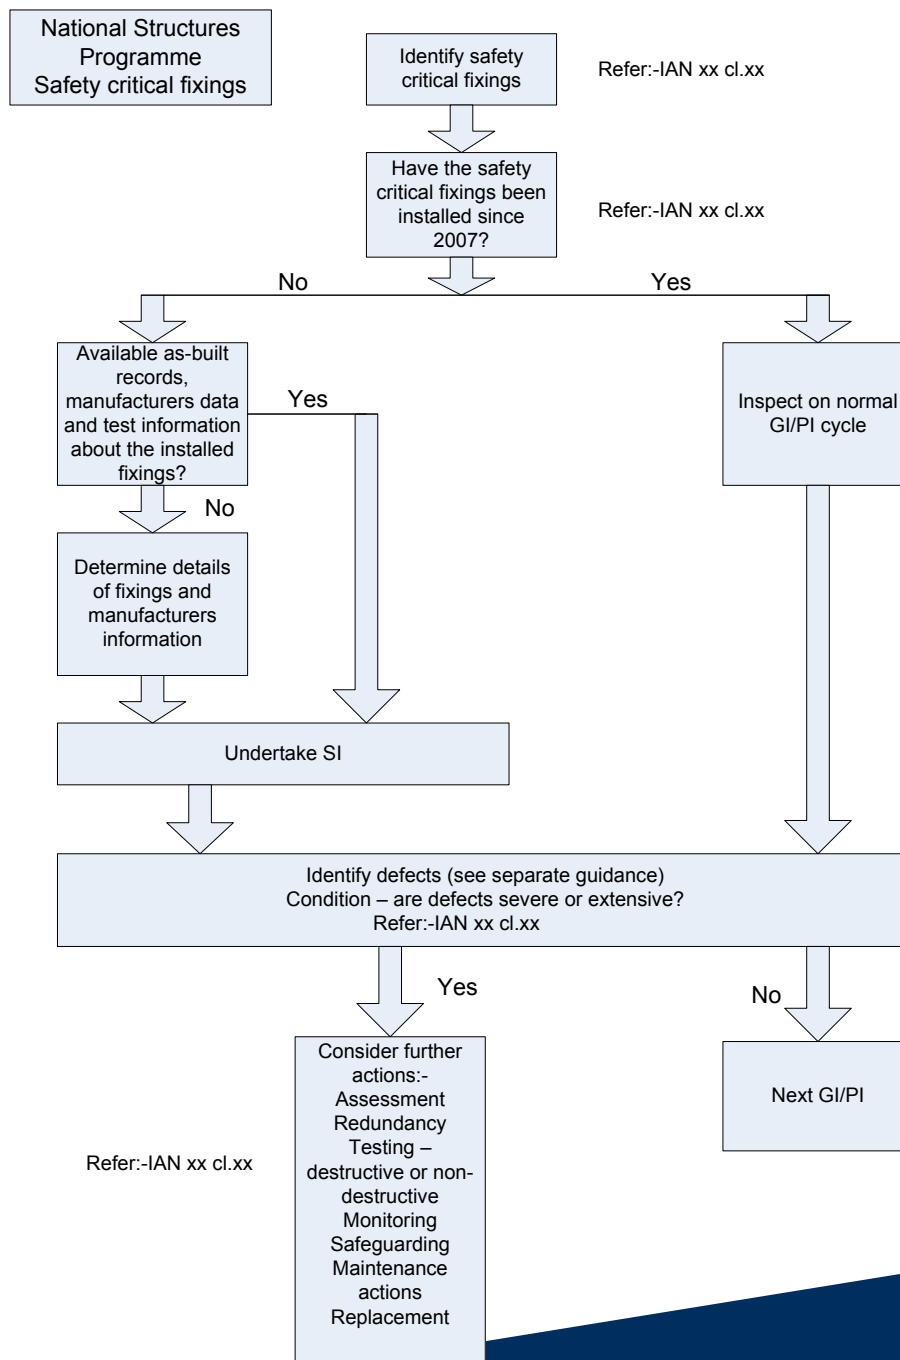 National Structures
Programme
Safety critical fixings
Identify safety
critical fixings
Refer:-IAN xx cl.xx
Have the safety
critical fixings been
installed since
2007?
Refer:-IAN xx cl.xx
No
Yes
Available as-built
records,
manufacturers data
and test information
about the installed
fixings?
Yes
Inspect on normal
GI/PI cycle
No
Determine details
of fixings and
manufacturers
information
Undertake SI
Identify defects (see separate guidance)
Condition – are defects severe or extensive?
Refer:-IAN xx cl.xx
Yes
No
Consider further
actions:-
Assessment
Redundancy
Testing –
destructive or non-
destructive
Monitoring
Safeguarding
Maintenance
actions
Replacement
Next GI/PI
Refer:-IAN xx cl.xx